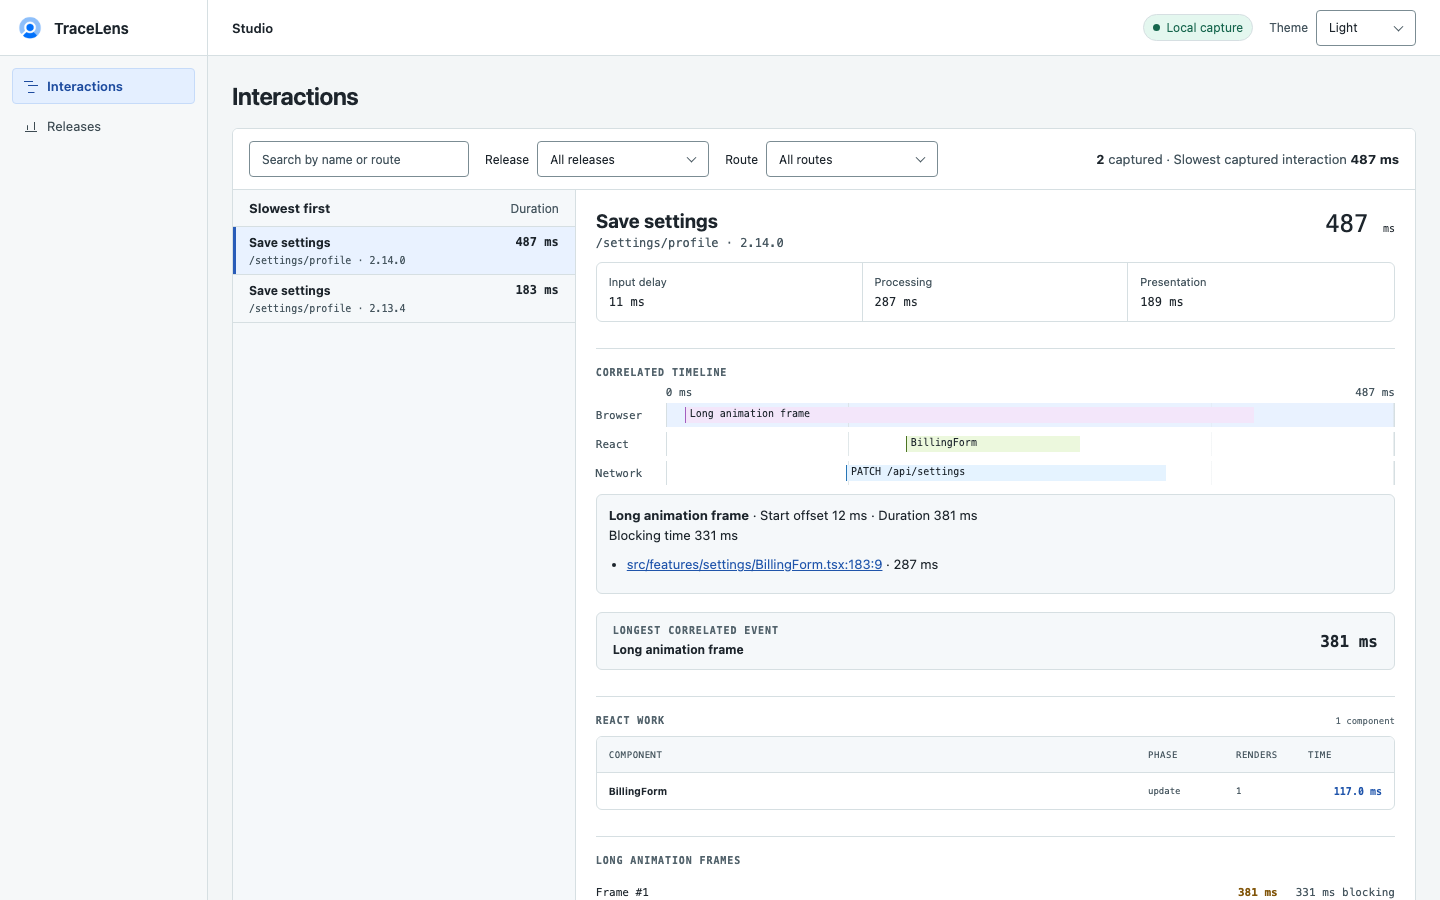 TraceLens
Studio
Local capture
Theme
Light
Interactions
Releases
Interactions
Search by name or route
Release
All releases
Route
All routes
2 captured · Slowest captured interaction 487 ms
Slowest first
Duration
Save settings
487 ms
/settings/profile · 2.14.0
Save settings
183 ms
/settings/profile · 2.13.4
Save settings
/settings/profile · 2.14.0
487 ms
Input delay
11 ms
Processing
287 ms
Presentation
189 ms
CORRELATED TIMELINE
0 ms
487 ms
Browser
Long animation frame
React
BillingForm
Network
PATCH /api/settings
Long animation frame · Start offset 12 ms · Duration 381 ms
Blocking time 331 ms
• src/features/settings/BillingForm.tsx:183:9 · 287 ms
LONGEST CORRELATED EVENT
Long animation frame
381 ms
REACT WORK
1 component
COMPONENT PHASE RENDERS TIME
BillingForm update 1 117.0 ms
LONG ANIMATION FRAMES
Frame #1 381 ms 331 ms blocking